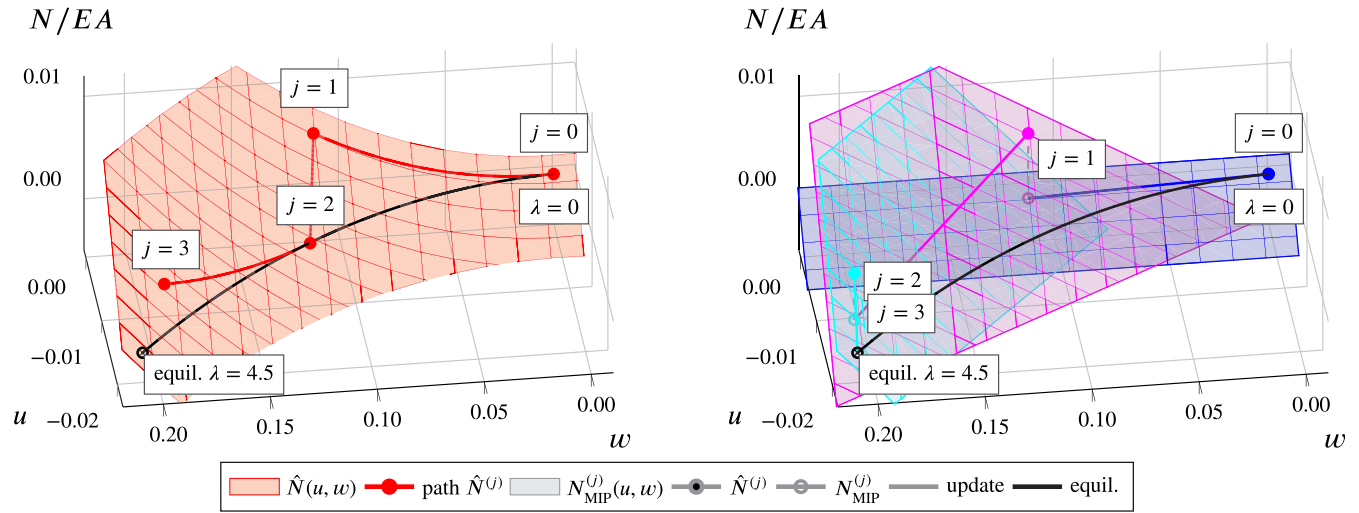 N/EA
0.01
0.00
0.00
−0.01
u
−0.02
0.20
0.15
0.10
0.05
0.00
w
j = 1
j = 0
j = 2
λ = 0
j = 3
equil. λ = 4.5
N/EA
0.01
0.00
0.00
−0.01
u
−0.02
0.20
0.15
0.10
0.05
0.00
w
j = 0
j = 1
λ = 0
j = 2
j = 3
equil. λ = 4.5
N̂(u, w) path N̂⁽ʲ⁾ N_MIP^(j)(u, w) N̂⁽ʲ⁾ N_MIP^(j) update equil.